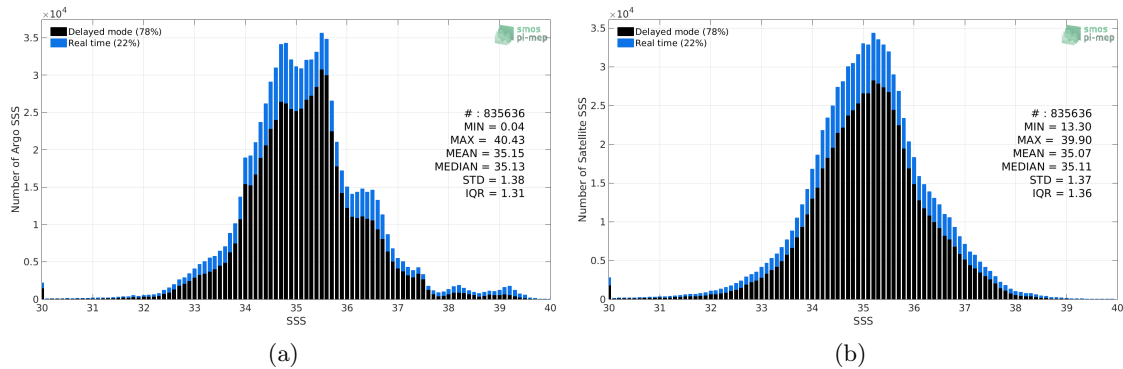 ×10⁴
Delayed mode (78%)
Real time (22%)
smos
pi-mep
3.5
3
2.5
2
1.5
1
0.5
0
Number of Argo SSS
# : 835636
MIN = 0.04
MAX = 40.43
MEAN = 35.15
MEDIAN = 35.13
STD = 1.38
IQR = 1.31
30 31 32 33 34 35 36 37 38 39 40
SSS
(a)
×10⁴
Delayed mode (78%)
Real time (22%)
smos
pi-mep
3.5
3
2.5
2
1.5
1
0.5
0
Number of Satellite SSS
# : 835636
MIN = 13.30
MAX = 39.90
MEAN = 35.07
MEDIAN = 35.11
STD = 1.37
IQR = 1.36
30 31 32 33 34 35 36 37 38 39 40
SSS
(b)